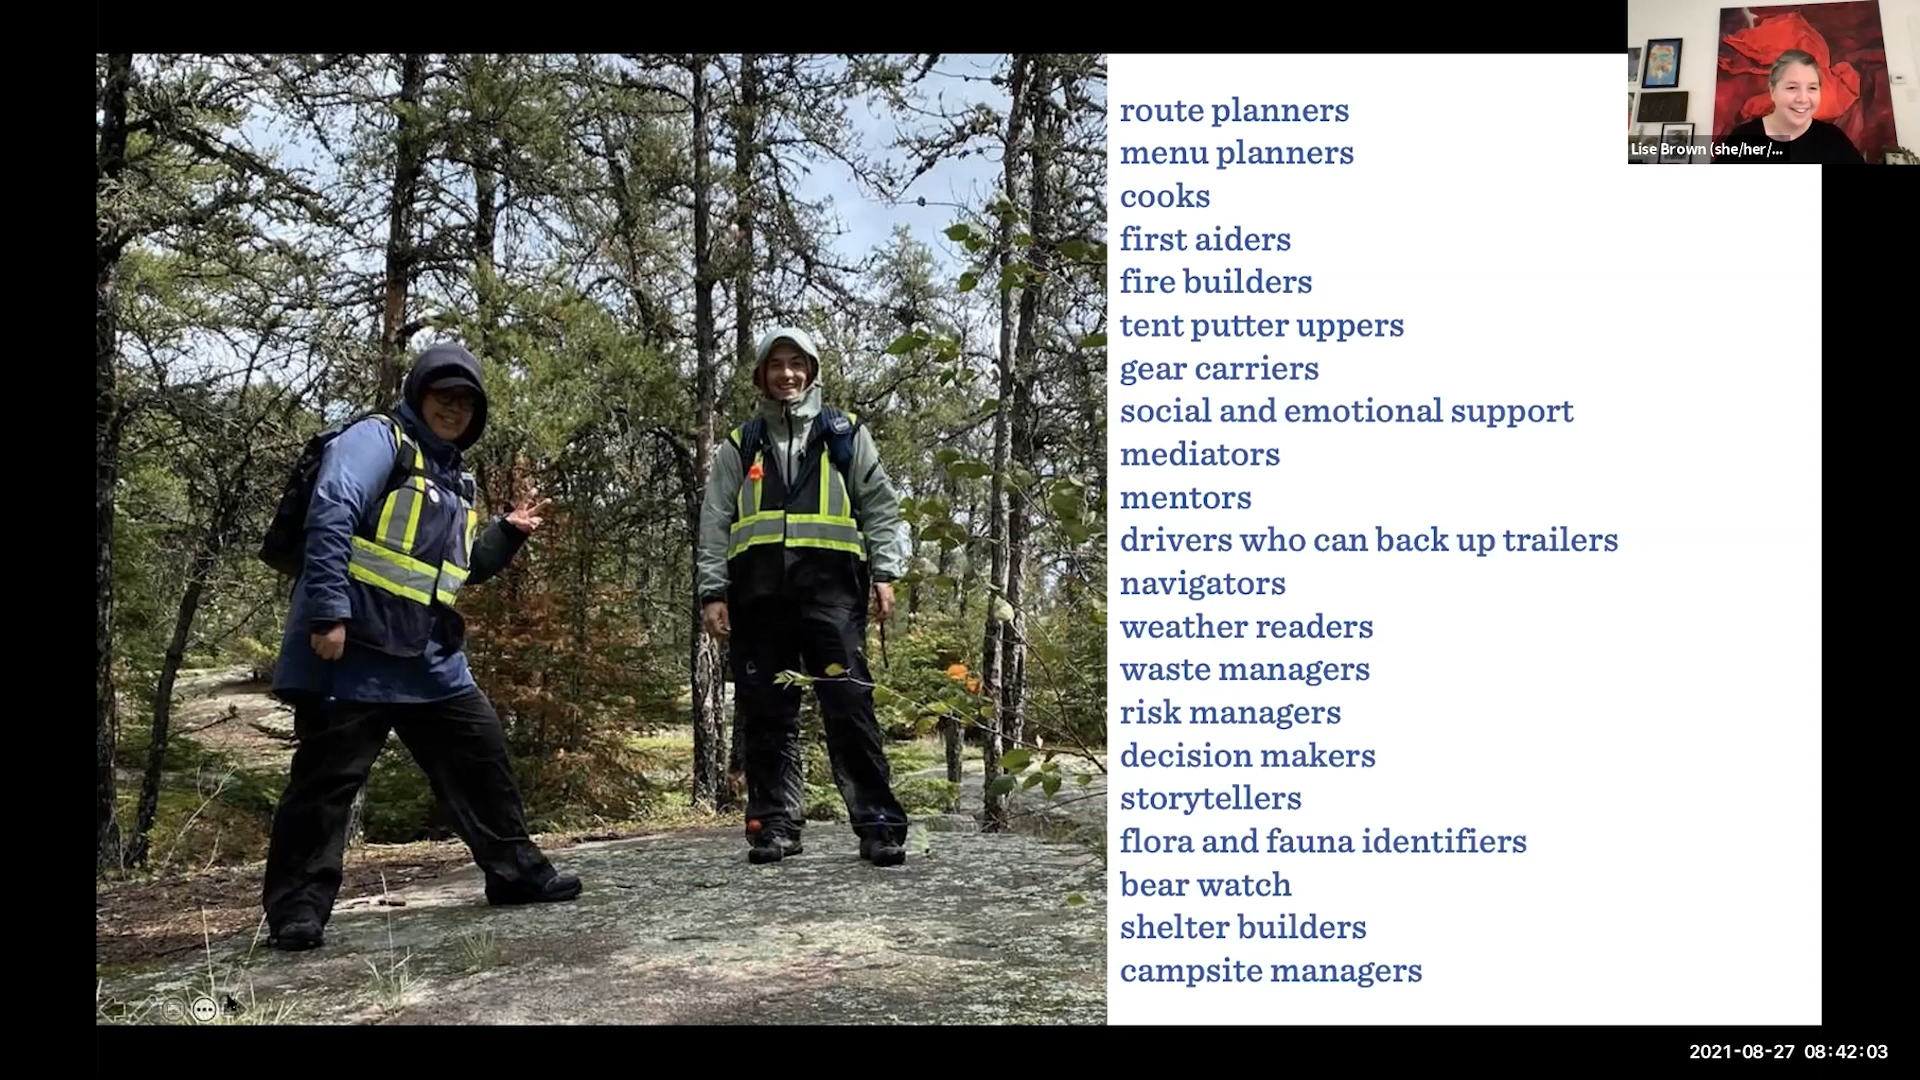 route planners
menu planners
cooks
first aiders
fire builders
tent putter uppers
gear carriers
social and emotional support
mediators
mentors
drivers who can back up trailers
navigators
weather readers
waste managers
risk managers
decision makers
storytellers
flora and fauna identifiers
bear watch
shelter builders
campsite managers
Lise Brown (she/her/...
2021-08-27 08:42:03